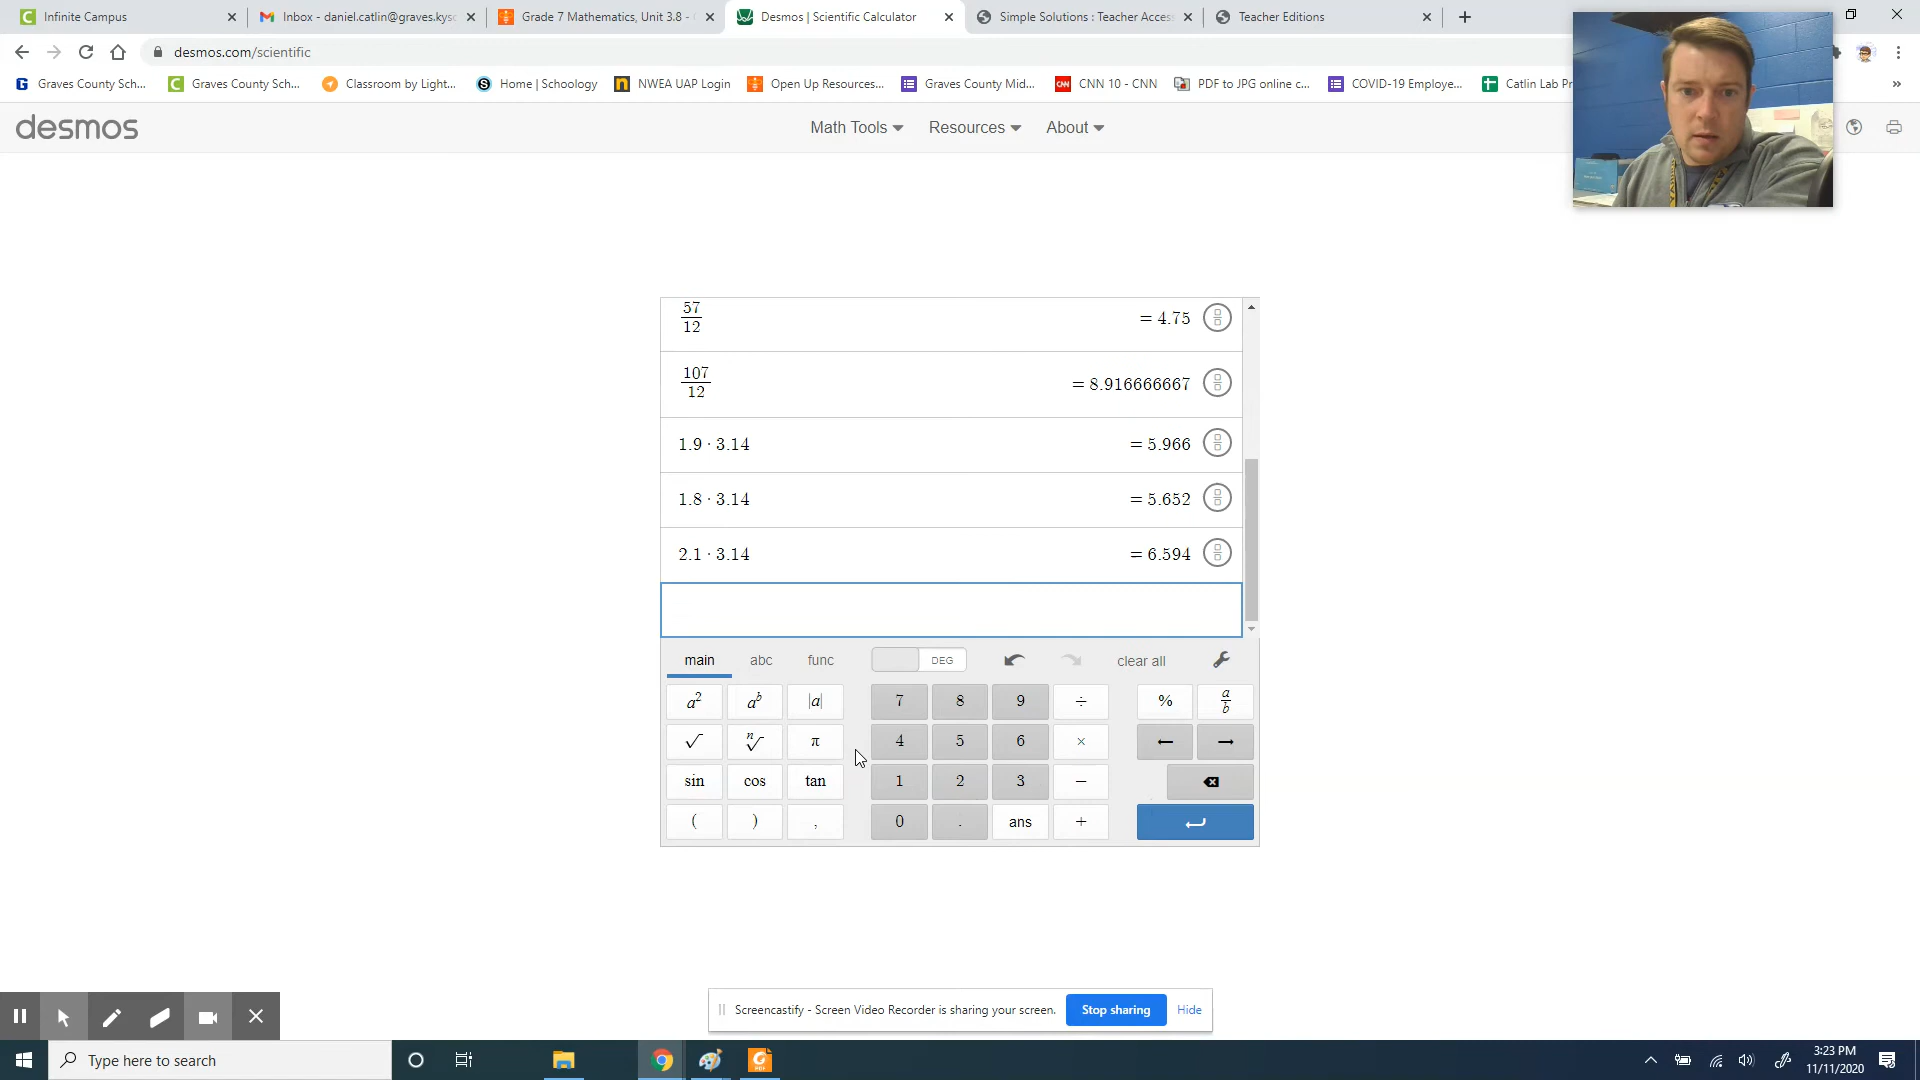 Infinite Campus
Inbox - daniel.catlin@graves.kysc
Grade 7 Mathematics, Unit 3.8 -
Desmos | Scientific Calculator
Simple Solutions : Teacher Acces
Teacher Editions
desmos.com/scientific
Graves County Sch...
Graves County Sch...
Classroom by Light...
Home | Schoology
NWEA UAP Login
Open Up Resources...
Graves County Mid...
CNN 10 - CNN
PDF to JPG online c...
COVID-19 Employe...
Catlin Lab Pr
desmos
Math Tools
Resources
About
57/12 = 4.75
107/12 = 8.916666667
1.9 · 3.14 = 5.966
1.8 · 3.14 = 5.652
2.1 · 3.14 = 6.594
main abc func DEG clear all
a² aᵇ |a| 7 8 9 ÷ % a/b
√ ⁿ√ π 4 5 6 × ← →
sin cos tan 1 2 3 −
( ) , 0 . ans +
Screencastify - Screen Video Recorder is sharing your screen. Stop sharing Hide
Type here to search
3:23 PM
11/11/2020